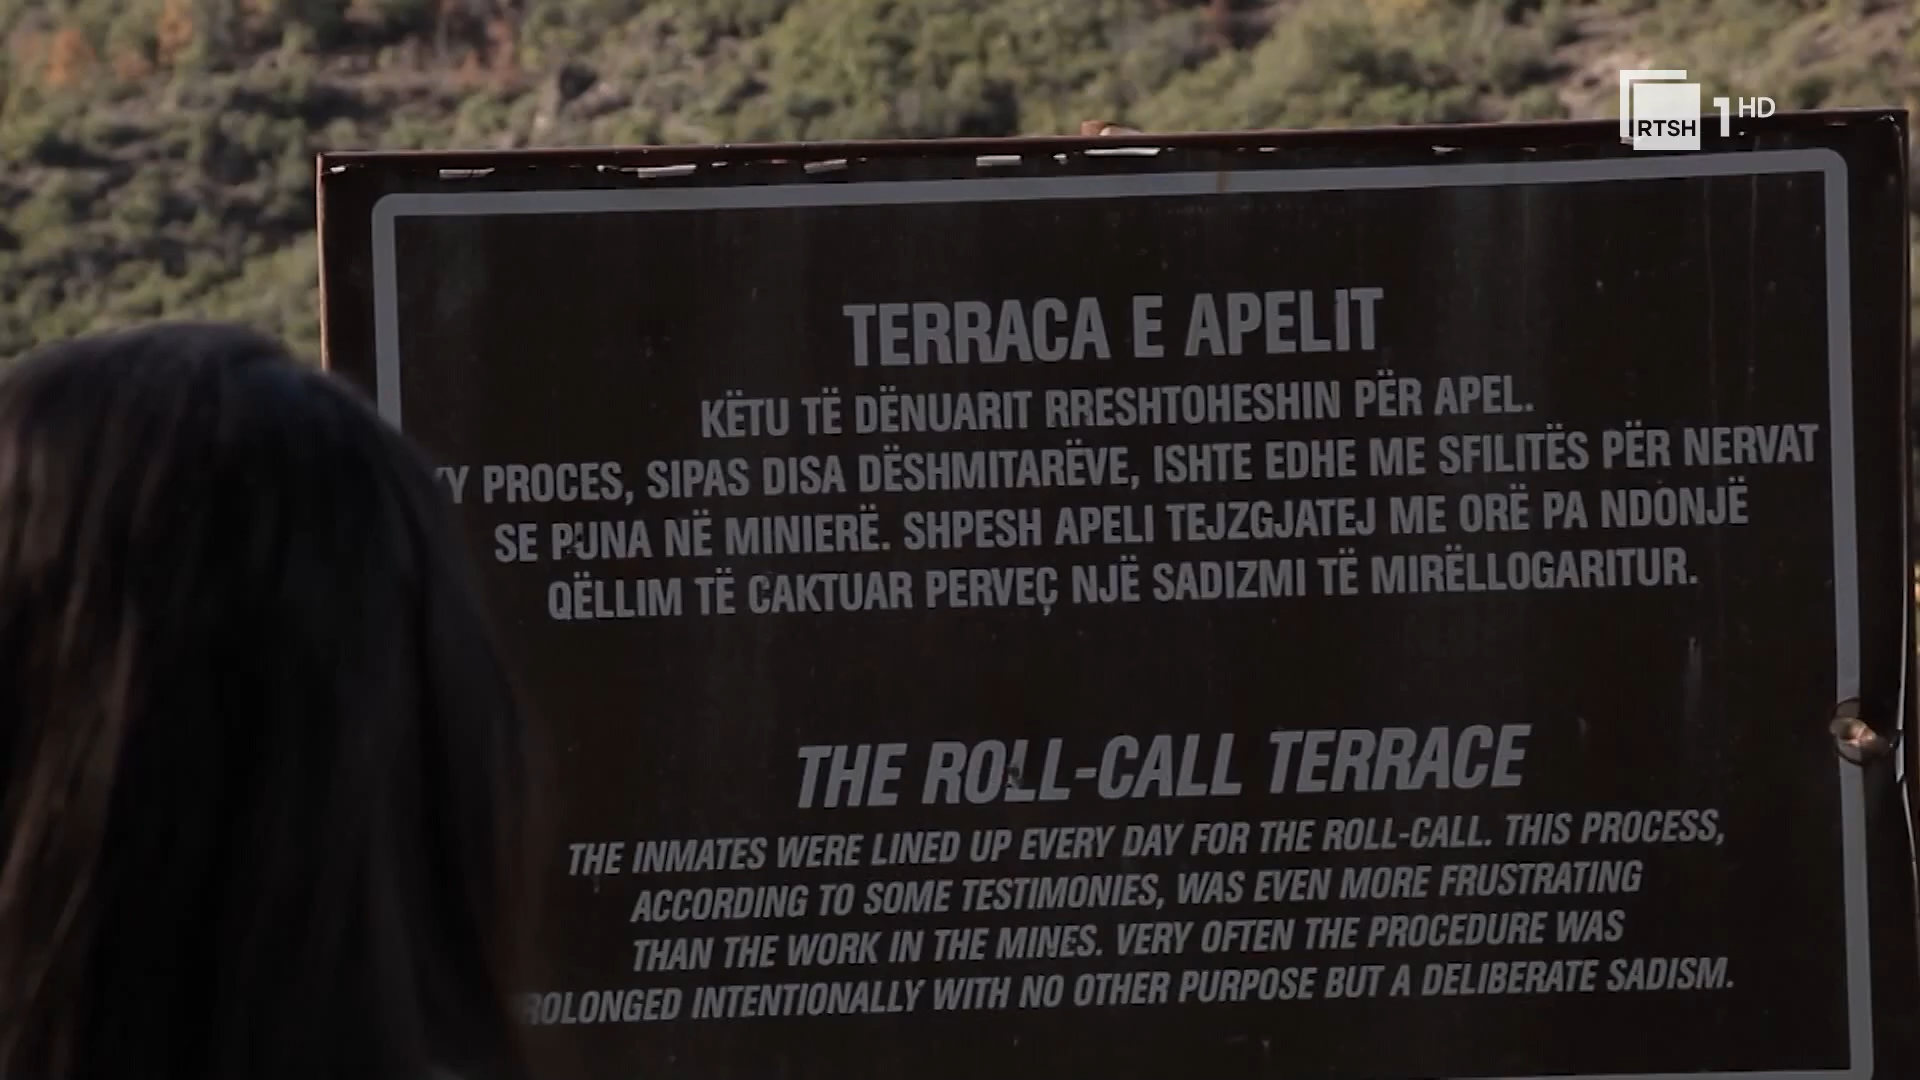 RTSH 1 HD
TERRACA E APELIT
KËTU TË DËNUARIT RRESHTOHESHIN PËR APEL.
PROCES, SIPAS DISA DËSHMITARËVE, ISHTE EDHE ME SFILITËS PËR NERVAT
SE PUNA NË MINIERË. SHPESH APELI TEJZGJATEJ ME ORË PA NDONJË
QËLLIM TË CAKTUAR PERVEÇ NJË SADIZMI TË MIRËLLOGARITUR.
THE ROLL-CALL TERRACE
THE INMATES WERE LINED UP EVERY DAY FOR THE ROLL-CALL. THIS PROCESS,
ACCORDING TO SOME TESTIMONIES, WAS EVEN MORE FRUSTRATING
THAN THE WORK IN THE MINES. VERY OFTEN THE PROCEDURE WAS
INTENTIONALLY WITH NO OTHER PURPOSE BUT A DELIBERATE SADISM.